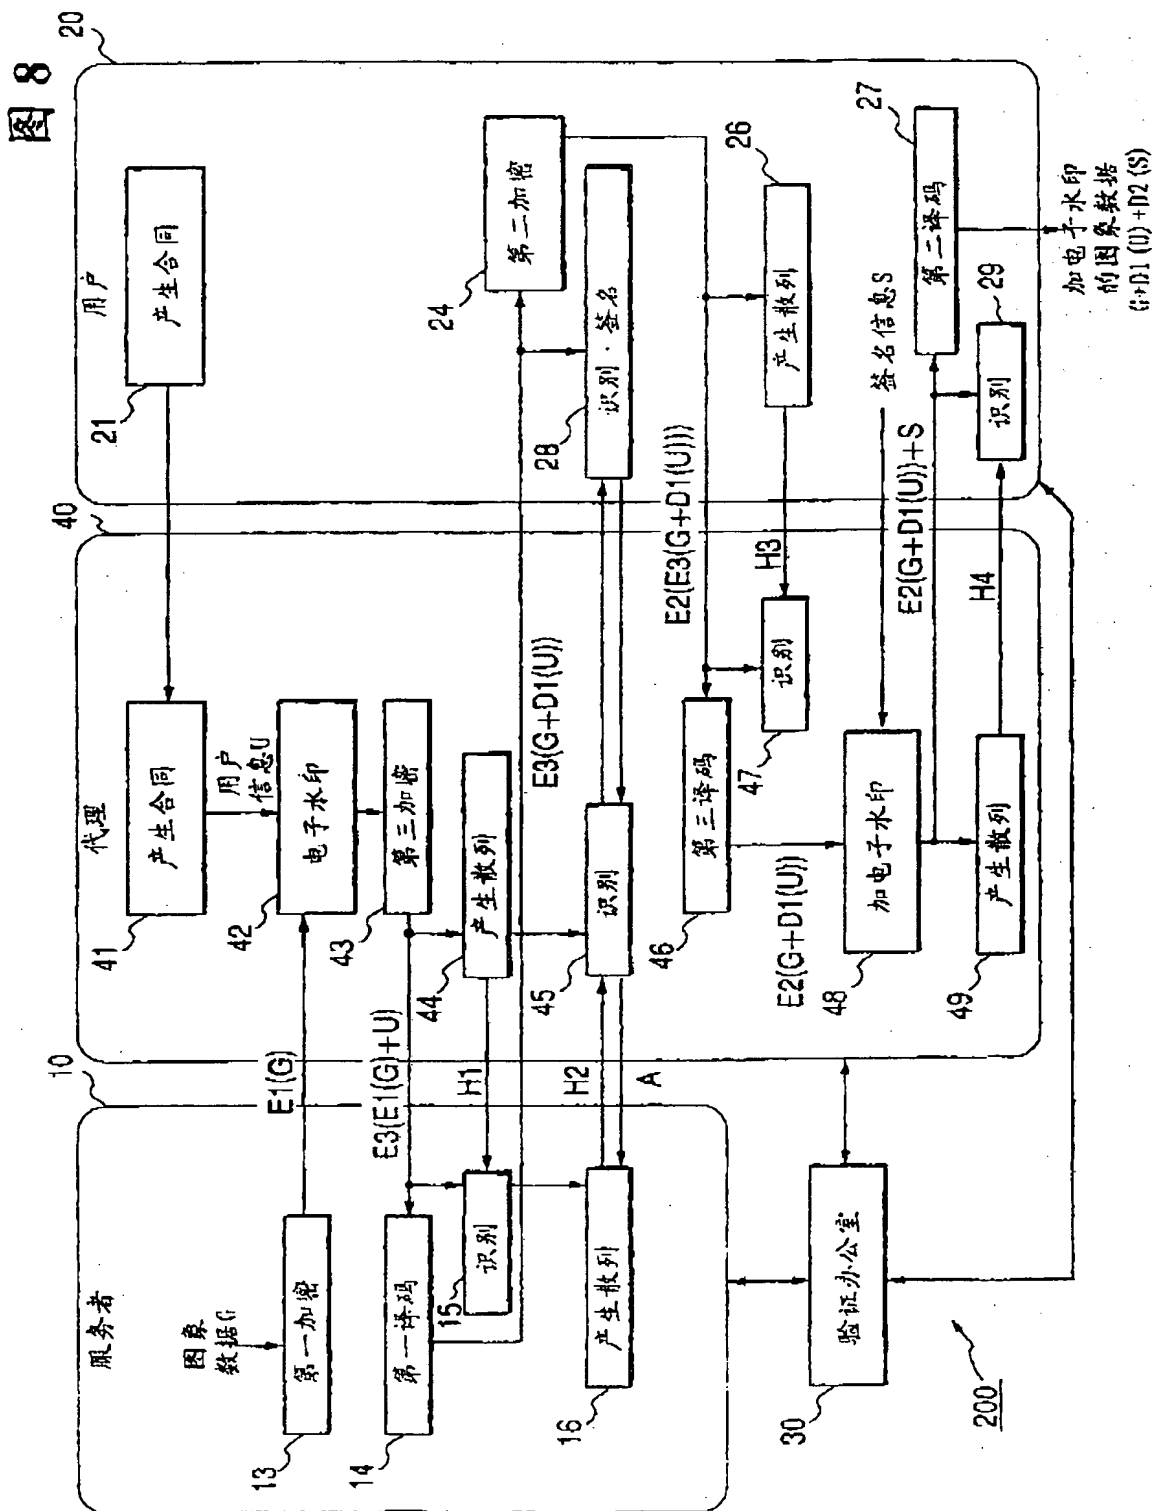 图 8
服务者
10
图象
数据G
第一加密
13
E1(G)
第一译码
14
E3(E1(G)+U)
识别
15
H1
产生散列
16
H2
A
验证办公室
30
200
代理
40
产生合同
41
用户
信息U
电子水印
42
第三加密
43
产生散列
44
识别
45
E3(G+D1(U))
第三译码
46
E2(E3(G+D1(U)))
识别
47
H3
E2(G+D1(U))
加电子水印
48
E2(G+D1(U))+S
产生散列
49
H4
用户
20
产生合同
21
第二加密
24
识别·签名
28
产生散列
26
签名信息S
第二译码
27
识别
29
加电子水印
的图象数据
G+D1(U)+D2(S)